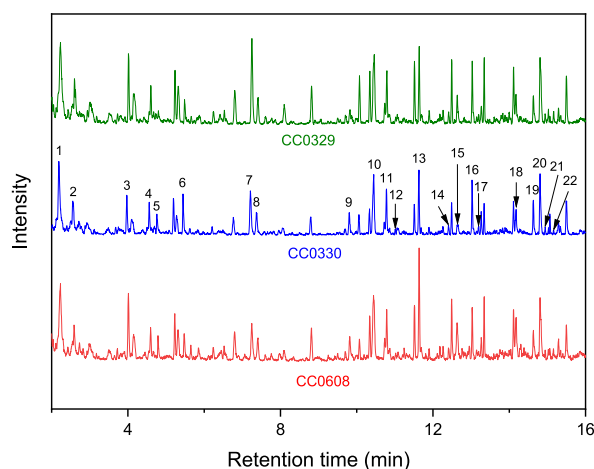 CC0329
1 2 3 4 5 6 7 8 9 10 11 12 13 14 15 16 17 18 19 20 21 22
CC0330
CC0608
Intensity
4 8 12 16
Retention time (min)